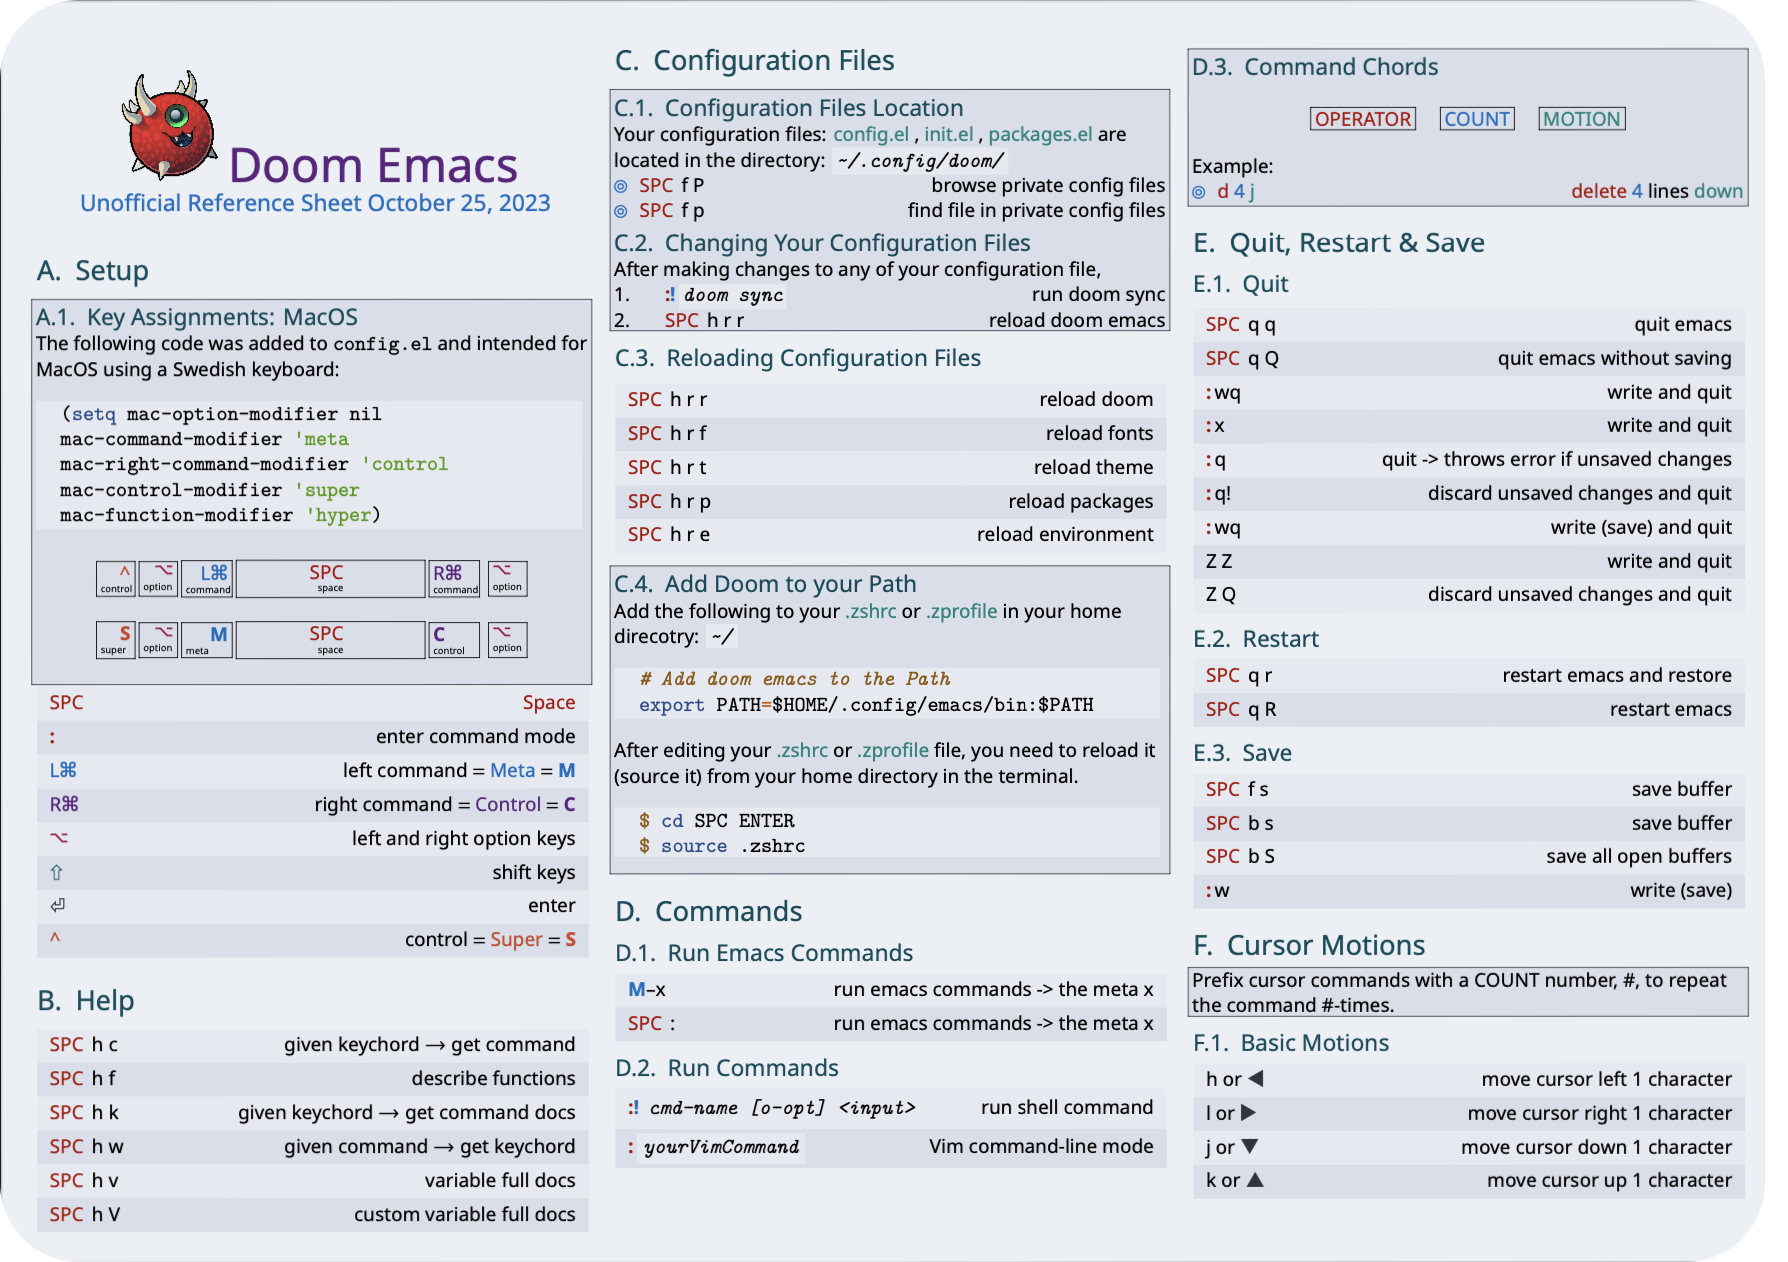 Doom Emacs
Unofficial Reference Sheet October 25, 2023
A. Setup
A.1. Key Assignments: MacOS
The following code was added to config.el and intended for
MacOS using a Swedish keyboard:
(setq mac-option-modifier nil
mac-command-modifier 'meta
mac-right-command-modifier 'control
mac-control-modifier 'super
mac-function-modifier 'hyper)
^ ⌥ L⌘ SPC R⌘ ⌥
control option command space command option
S ⌥ M SPC C ⌥
super option meta space control option
SPC Space
: enter command mode
L⌘ left command = Meta = M
R⌘ right command = Control = C
⌥ left and right option keys
⇧ shift keys
⏎ enter
^ control = Super = S
B. Help
SPC h c given keychord → get command
SPC h f describe functions
SPC h k given keychord → get command docs
SPC h w given command → get keychord
SPC h v variable full docs
SPC h V custom variable full docs
C. Configuration Files
C.1. Configuration Files Location
Your configuration files: config.el , init.el , packages.el are
located in the directory: ~/.config/doom/
⊚ SPC f P browse private config files
⊚ SPC f p find file in private config files
C.2. Changing Your Configuration Files
After making changes to any of your configuration file,
1. :! doom sync run doom sync
2. SPC h r r reload doom emacs
C.3. Reloading Configuration Files
SPC h r r reload doom
SPC h r f reload fonts
SPC h r t reload theme
SPC h r p reload packages
SPC h r e reload environment
C.4. Add Doom to your Path
Add the following to your .zshrc or .zprofile in your home
direcotry: ~/
# Add doom emacs to the Path
export PATH=$HOME/.config/emacs/bin:$PATH
After editing your .zshrc or .zprofile file, you need to reload it
(source it) from your home directory in the terminal.
$ cd SPC ENTER
$ source .zshrc
D. Commands
D.1. Run Emacs Commands
M–x run emacs commands -> the meta x
SPC : run emacs commands -> the meta x
D.2. Run Commands
:! cmd-name [o-opt] <input> run shell command
: yourVimCommand Vim command-line mode
D.3. Command Chords
OPERATOR COUNT MOTION
Example:
⊚ d 4 j delete 4 lines down
E. Quit, Restart & Save
E.1. Quit
SPC q q quit emacs
SPC q Q quit emacs without saving
:wq write and quit
:x write and quit
:q quit -> throws error if unsaved changes
:q! discard unsaved changes and quit
:wq write (save) and quit
Z Z write and quit
Z Q discard unsaved changes and quit
E.2. Restart
SPC q r restart emacs and restore
SPC q R restart emacs
E.3. Save
SPC f s save buffer
SPC b s save buffer
SPC b S save all open buffers
:w write (save)
F. Cursor Motions
Prefix cursor commands with a COUNT number, #, to repeat
the command #-times.
F.1. Basic Motions
h or ◀ move cursor left 1 character
l or ▶ move cursor right 1 character
j or ▼ move cursor down 1 character
k or ▲ move cursor up 1 character